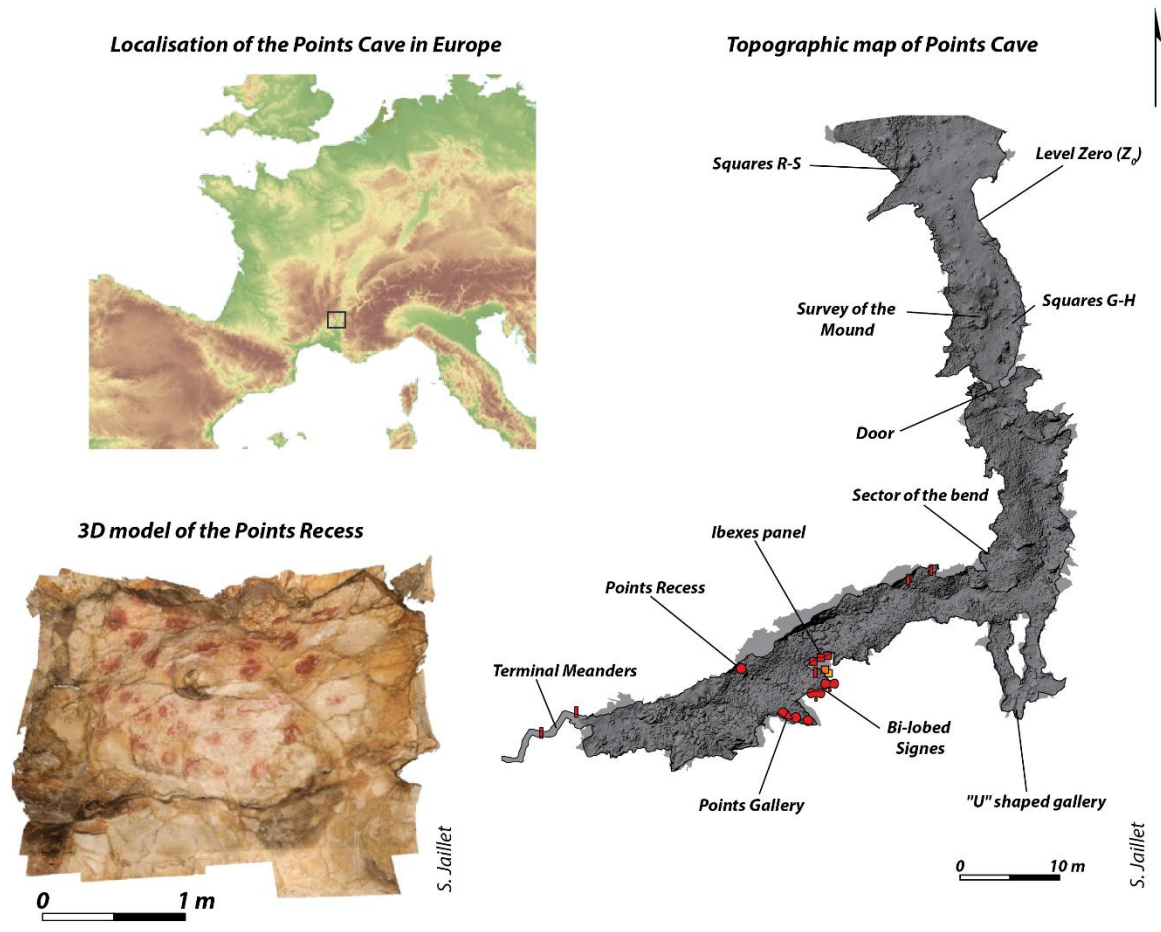 Localisation of the Points Cave in Europe
Topographic map of Points Cave
Squares R-S
Level Zero (Z0)
Survey of the
Mound
Squares G-H
Door
Sector of the bend
Ibexes panel
Points Recess
Terminal Meanders
Bi-lobed
Signes
Points Gallery
"U" shaped gallery
0 10 m
S. Jaillet
3D model of the Points Recess
S. Jaillet
0 1 m